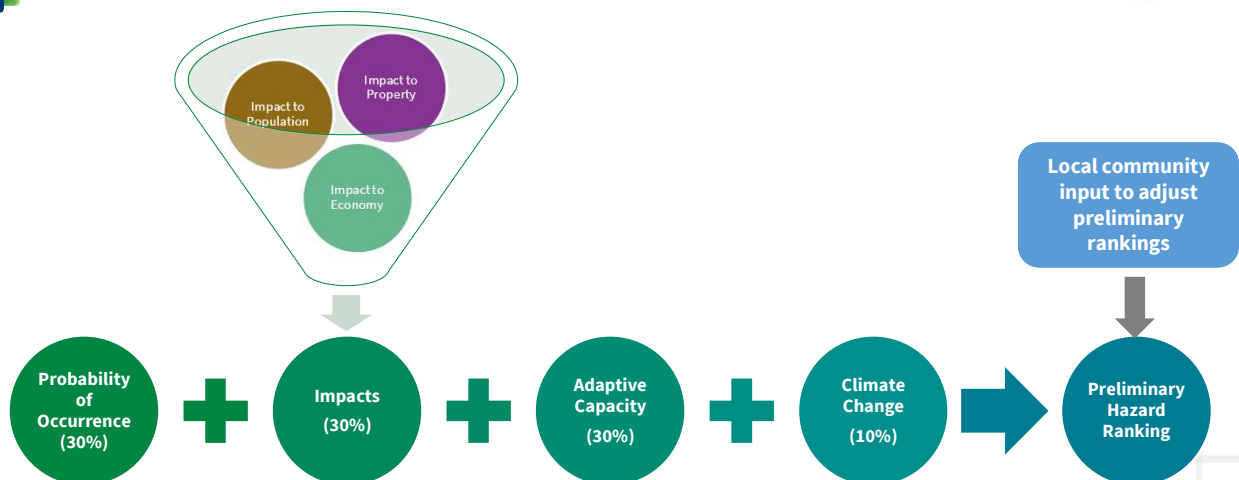 Impact to
Property
Impact to
Population
Impact to
Economy
Local community
input to adjust
preliminary
rankings
Probability
of
Occurrence
(30%)
Impacts
(30%)
Adaptive
Capacity
(30%)
Climate
Change
(10%)
Preliminary
Hazard
Ranking